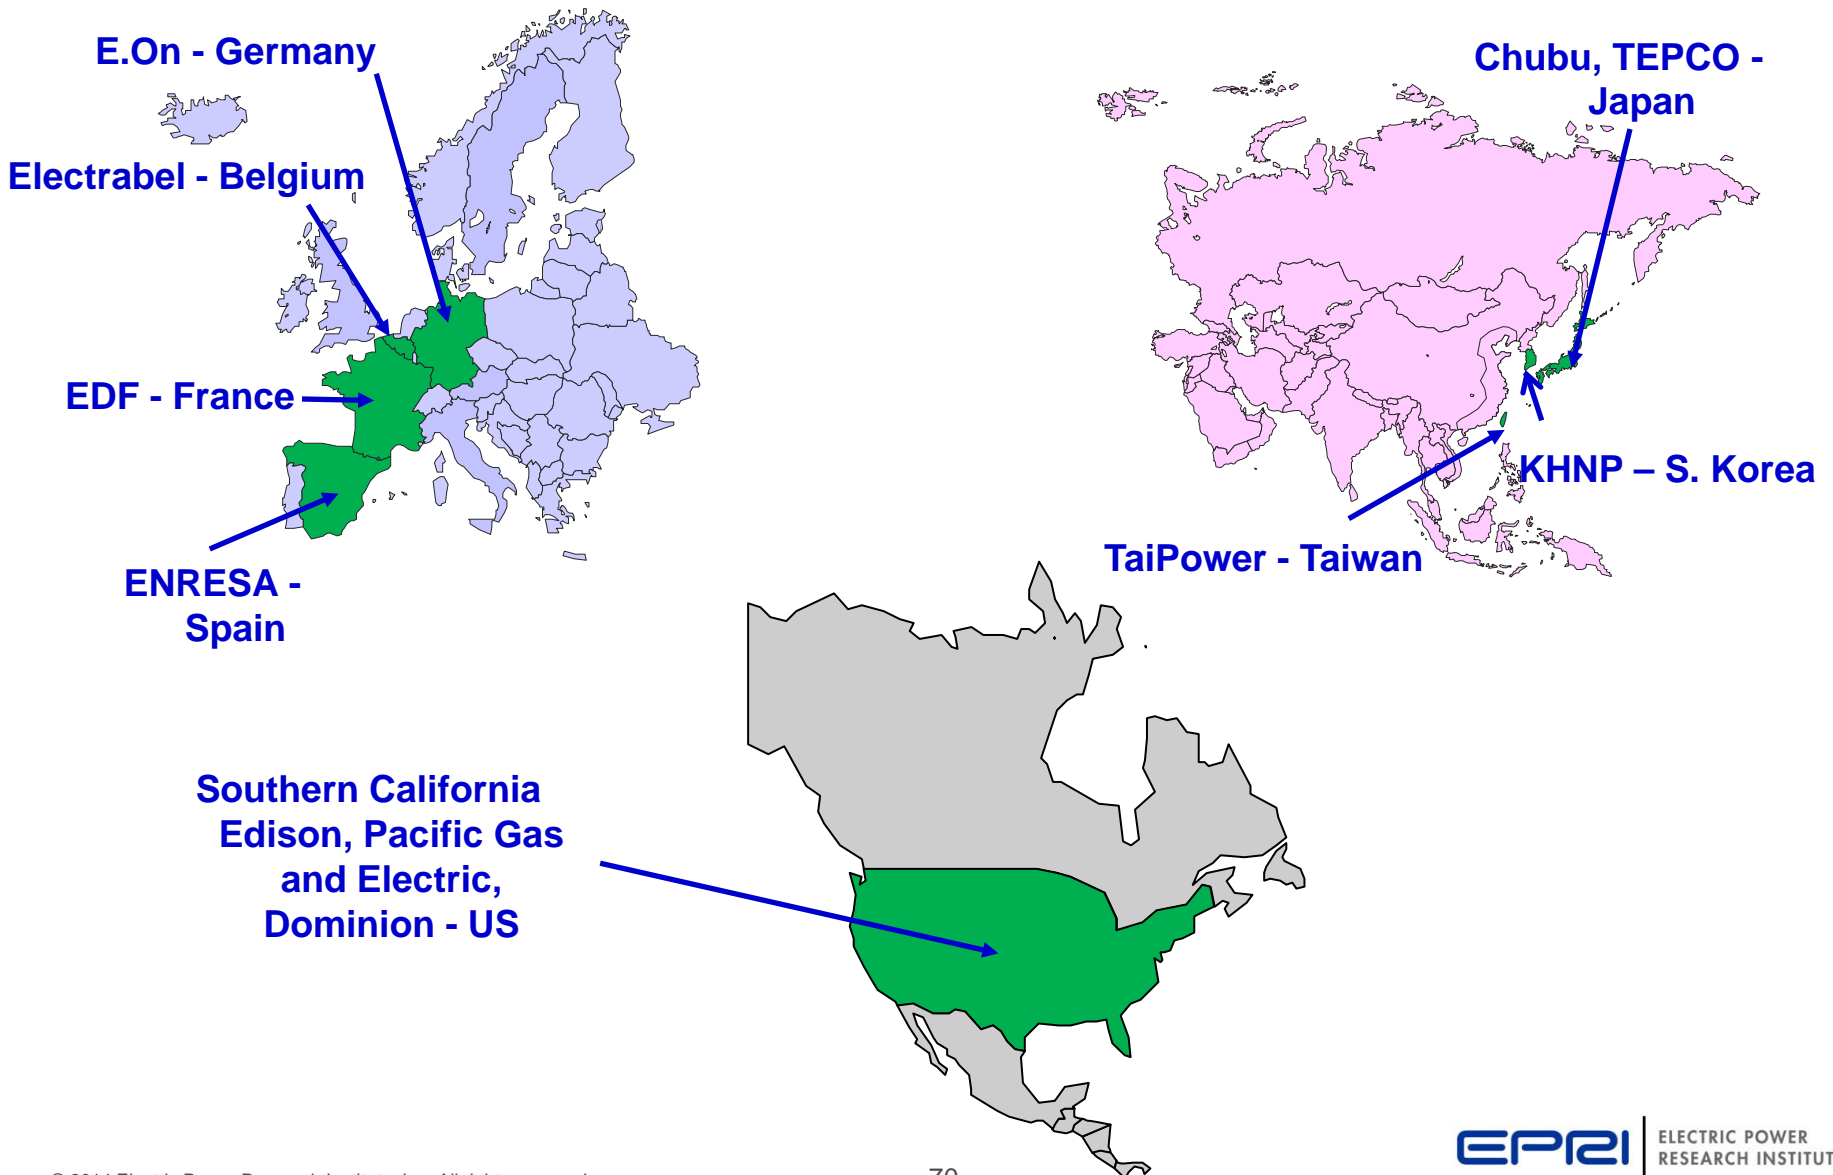 E.On - Germany
Electrabel - Belgium
EDF - France
ENRESA -
Spain
Chubu, TEPCO -
Japan
KHNP – S. Korea
TaiPower - Taiwan
Southern California
Edison, Pacific Gas
and Electric,
Dominion - US
EPRI
ELECTRIC POWER
RESEARCH INSTITUT